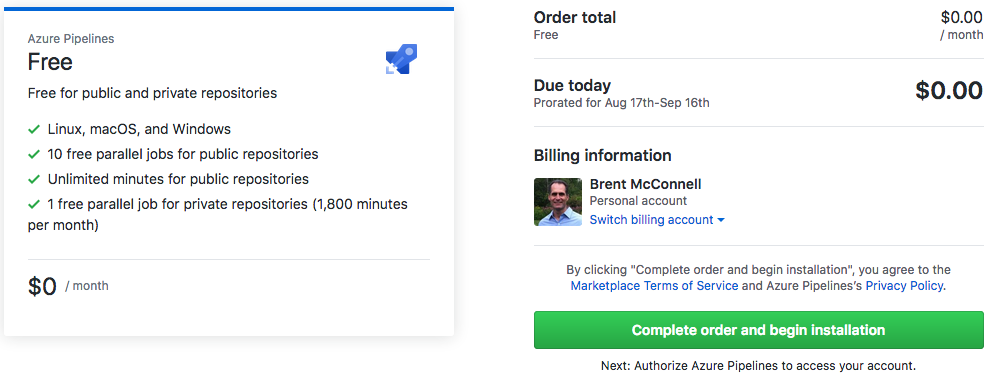 Azure Pipelines
Free
Free for public and private repositories
Linux, macOS, and Windows
10 free parallel jobs for public repositories
Unlimited minutes for public repositories
1 free parallel job for private repositories (1,800 minutes
per month)
$0 / month
Order total $0.00
Free / month
Due today $0.00
Prorated for Aug 17th-Sep 16th
Billing information
Brent McConnell
Personal account
Switch billing account
By clicking "Complete order and begin installation", you agree to the
Marketplace Terms of Service and Azure Pipelines's Privacy Policy.
Complete order and begin installation
Next: Authorize Azure Pipelines to access your account.